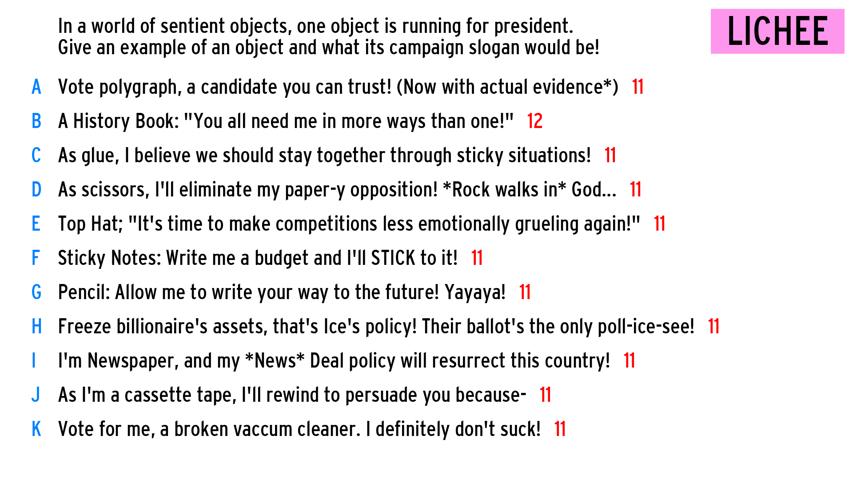 In a world of sentient objects, one object is running for president.
Give an example of an object and what its campaign slogan would be!
LICHEE
A Vote polygraph, a candidate you can trust! (Now with actual evidence*) 11
B A History Book: "You all need me in more ways than one!" 12
C As glue, I believe we should stay together through sticky situations! 11
D As scissors, I'll eliminate my paper-y opposition! *Rock walks in* God... 11
E Top Hat; "It's time to make competitions less emotionally grueling again!" 11
F Sticky Notes: Write me a budget and I'll STICK to it! 11
G Pencil: Allow me to write your way to the future! Yayaya! 11
H Freeze billionaire's assets, that's Ice's policy! Their ballot's the only poll-ice-see! 11
I I'm Newspaper, and my *News* Deal policy will resurrect this country! 11
J As I'm a cassette tape, I'll rewind to persuade you because- 11
K Vote for me, a broken vaccum cleaner. I definitely don't suck! 11